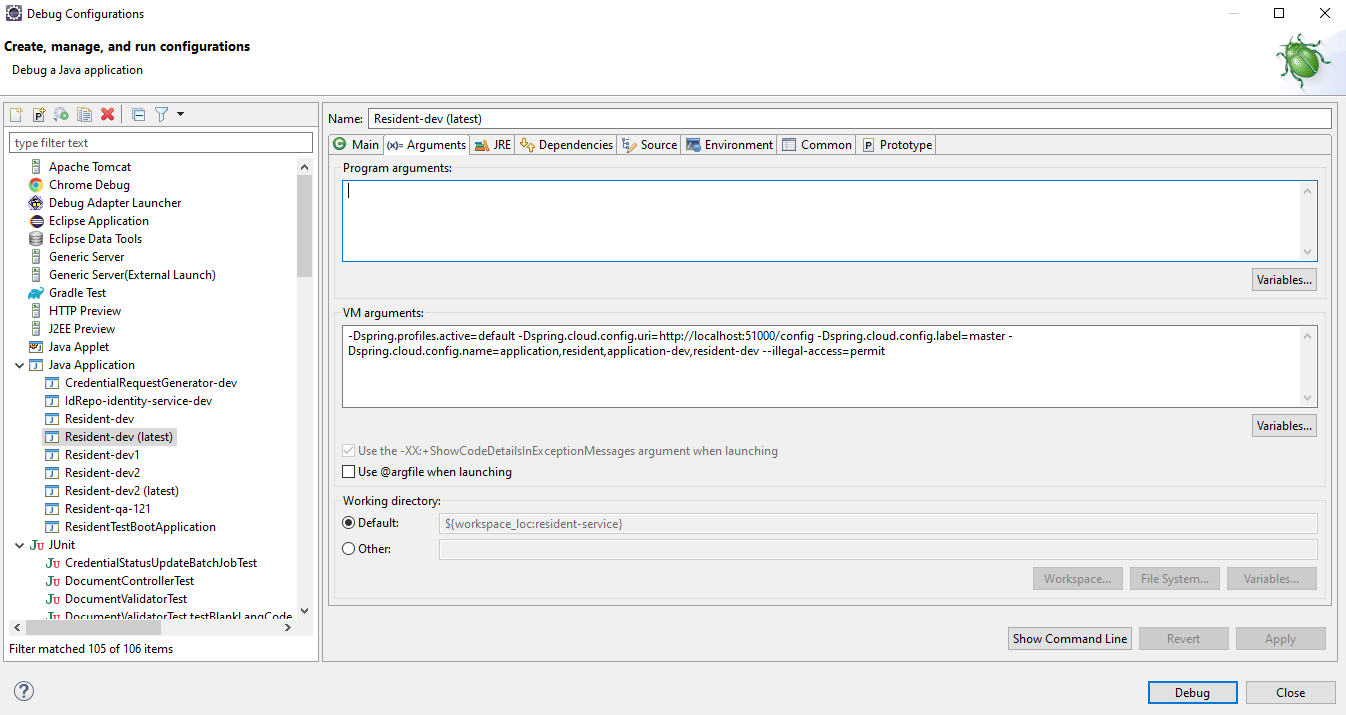 Debug Configurations
Create, manage, and run configurations
Debug a Java application
type filter text
Apache Tomcat
Chrome Debug
Debug Adapter Launcher
Eclipse Application
Eclipse Data Tools
Generic Server
Generic Server(External Launch)
Gradle Test
HTTP Preview
J2EE Preview
Java Applet
Java Application
CredentialRequestGenerator-dev
IdRepo-identity-service-dev
Resident-dev
Resident-dev (latest)
Resident-dev1
Resident-dev2
Resident-dev2 (latest)
Resident-qa-121
ResidentTestBootApplication
JUnit
CredentialStatusUpdateBatchJobTest
DocumentControllerTest
DocumentValidatorTest
DocumentValidatorTest.testBlankLangCode
Filter matched 105 of 106 items
Name: Resident-dev (latest)
Main (x)= Arguments JRE Dependencies Source Environment Common Prototype
Program arguments:
Variables...
VM arguments:
-Dspring.profiles.active=default -Dspring.cloud.config.uri=http://localhost:51000/config -Dspring.cloud.config.label=master -
Dspring.cloud.config.name=application,resident,application-dev,resident-dev --illegal-access=permit
Variables...
Use the -XX:+ShowCodeDetailsInExceptionMessages argument when launching
Use @argfile when launching
Working directory:
Default: ${workspace_loc:resident-service}
Other:
Workspace... File System... Variables...
Show Command Line Revert Apply
Debug Close